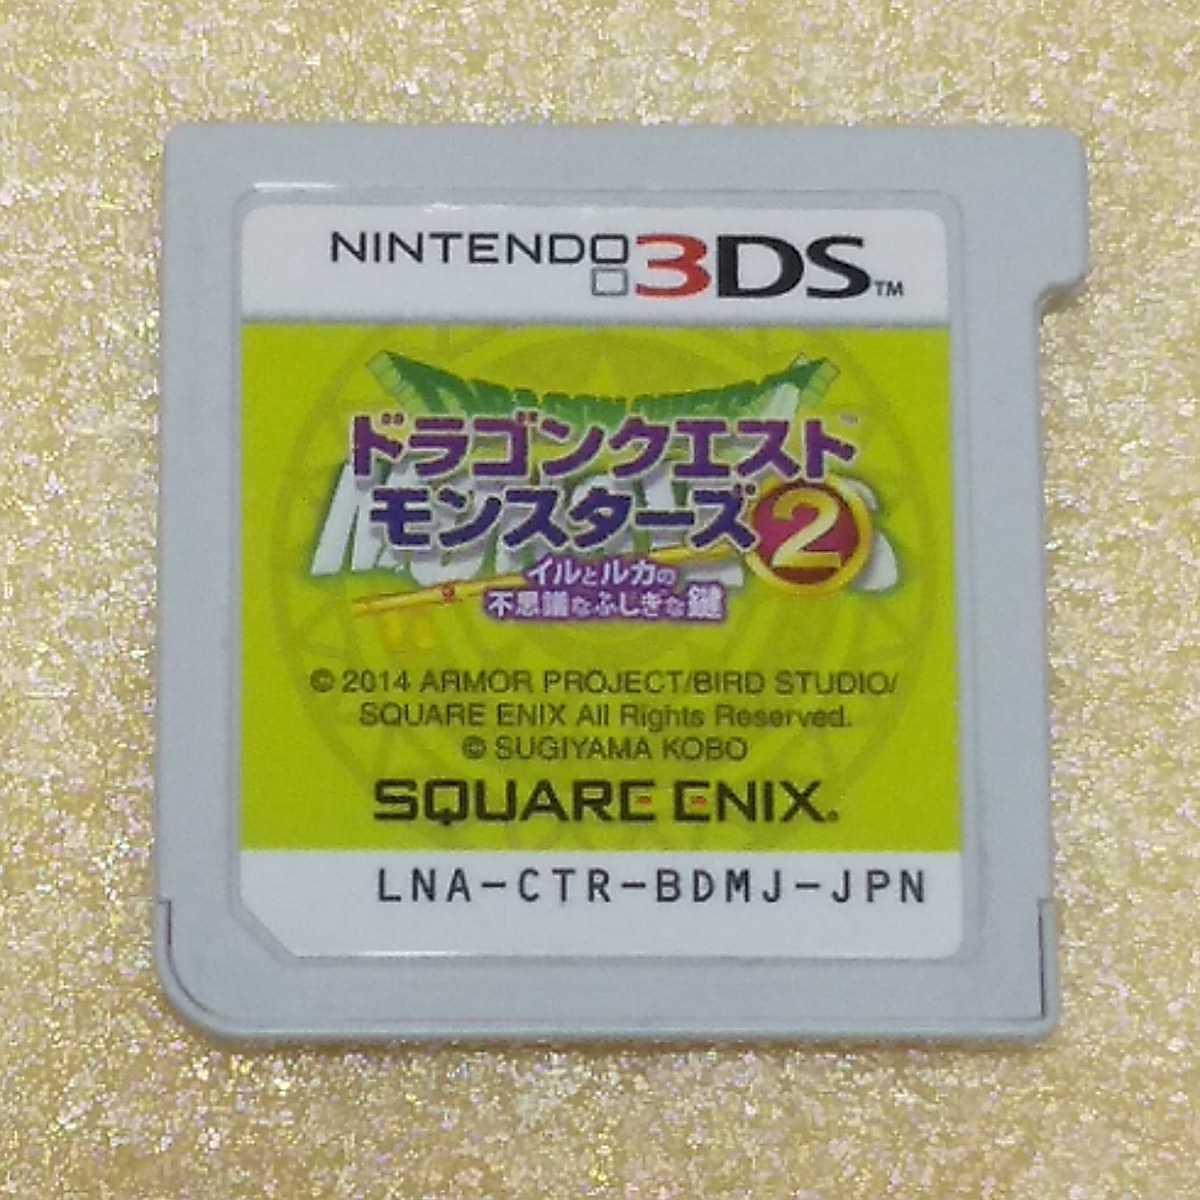 NINTENDO3DS™
ドラゴンクエスト
モンスターズ2
イルとルカの
不思議なふしぎな鍵
© 2014 ARMOR PROJECT/BIRD STUDIO/
SQUARE ENIX All Rights Reserved.
© SUGIYAMA KOBO
SQUARE ENIX.
LNA-CTR-BDMJ-JPN